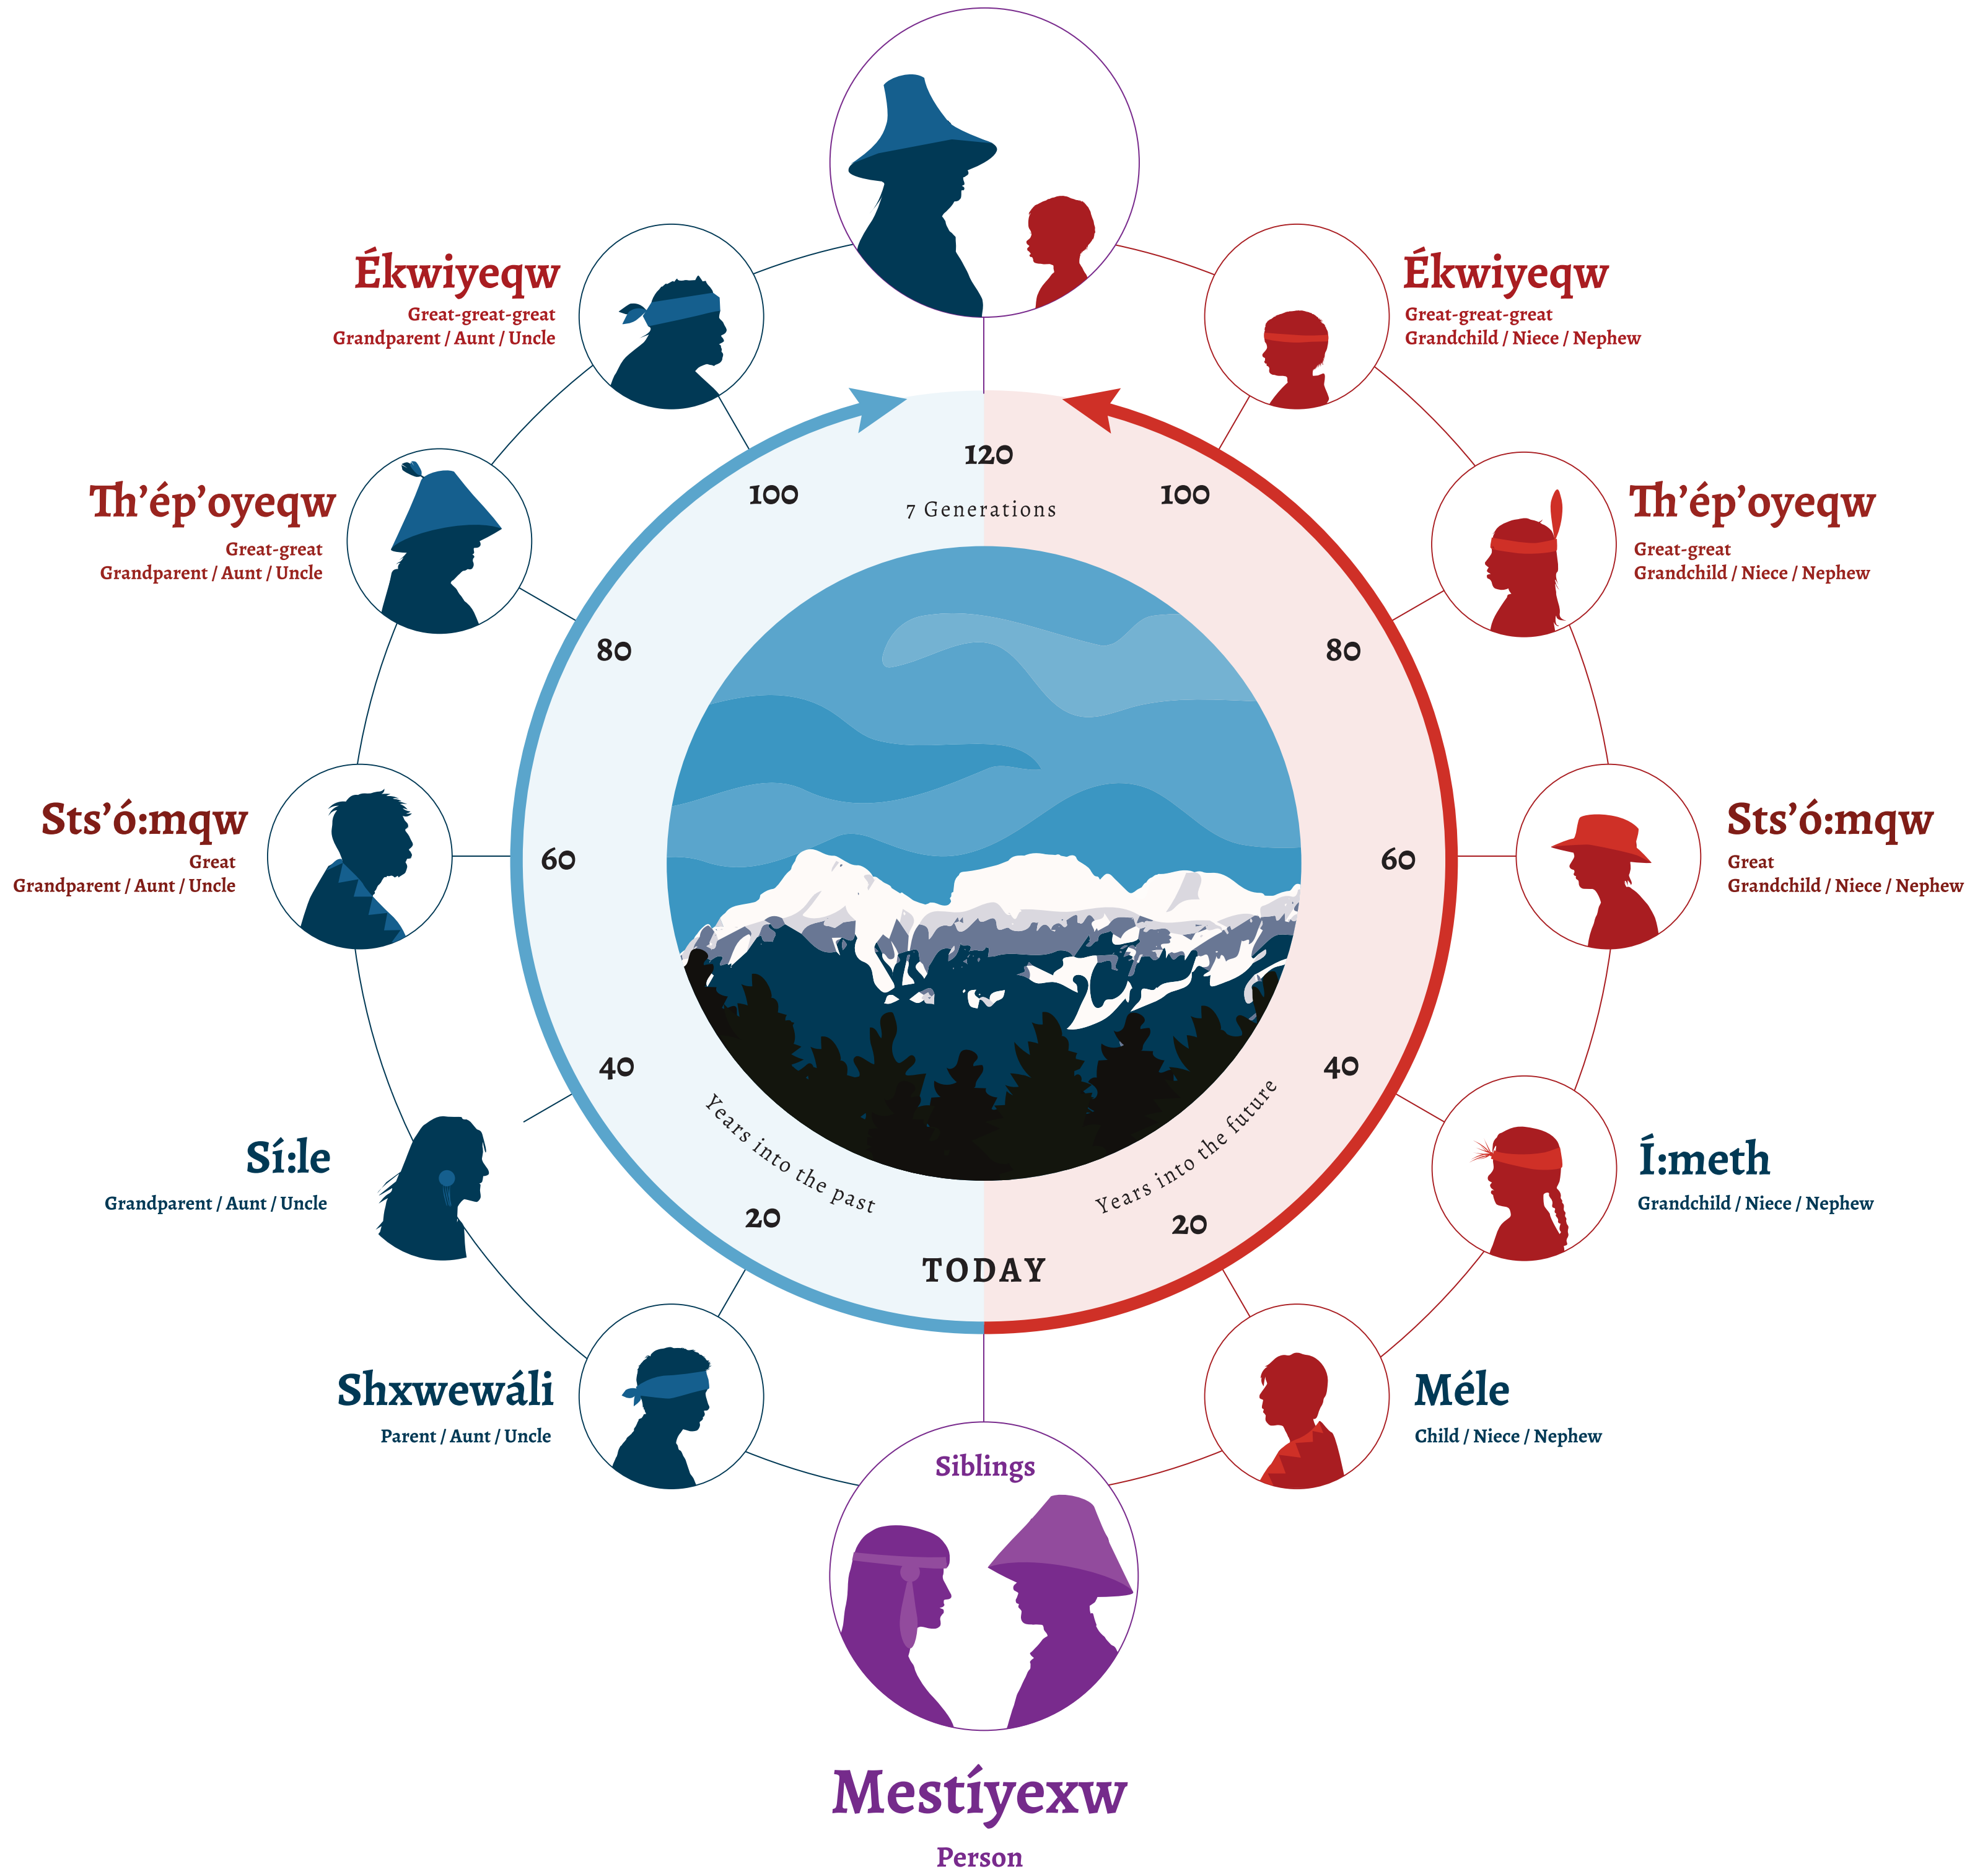 Ékwiyeqw
Great-great-great
Grandparent / Aunt / Uncle
Ékwiyeqw
Great-great-great
Grandchild / Niece / Nephew
Th’ép’oyeqw
Great-great
Grandparent / Aunt / Uncle
Th’ép’oyeqw
Great-great
Grandchild / Niece / Nephew
Sts’ó:mqw
Great
Grandparent / Aunt / Uncle
Sts’ó:mqw
Great
Grandchild / Niece / Nephew
Sí:le
Grandparent / Aunt / Uncle
Í:meth
Grandchild / Niece / Nephew
Shxwewáli
Parent / Aunt / Uncle
Méle
Child / Niece / Nephew
120
7 Generations
100
100
80
80
60
60
40
40
Years into the past
Years into the future
20
20
TODAY
Siblings
Mestíyexw
Person